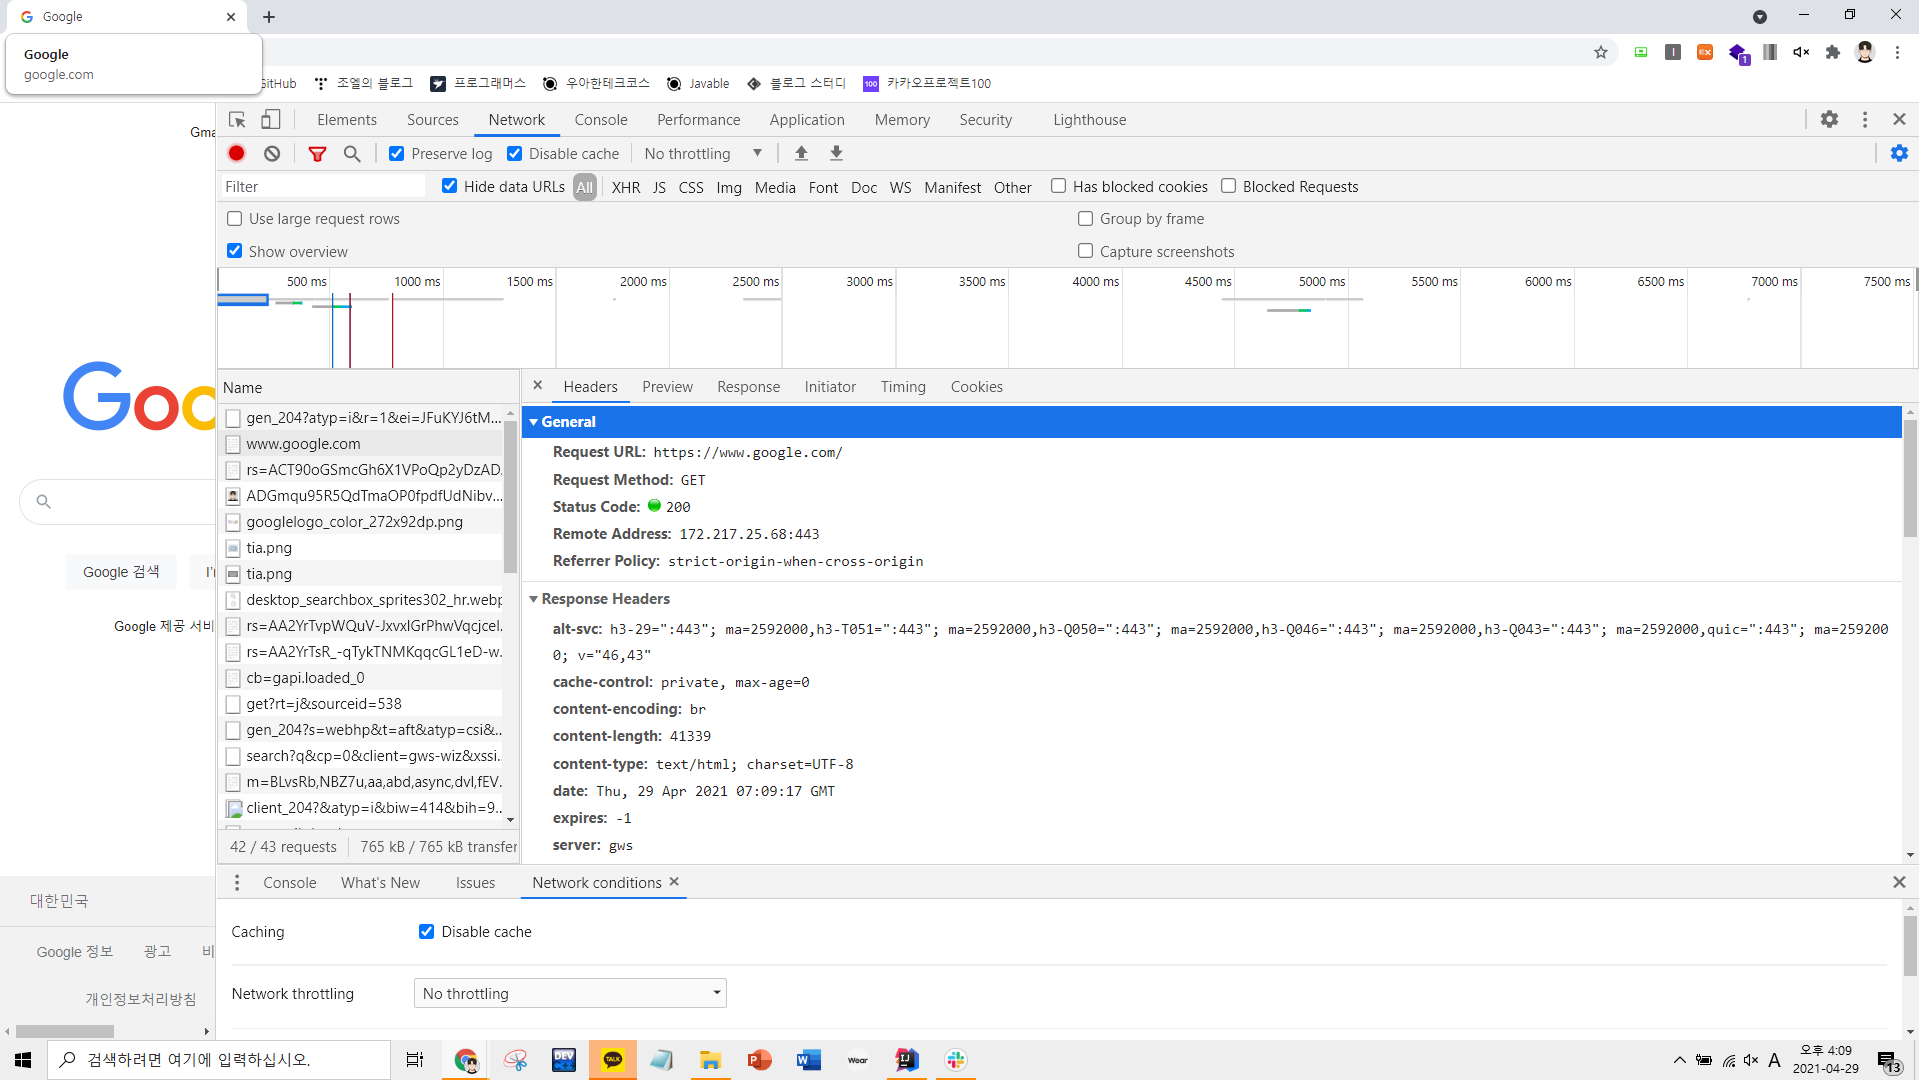 Google
Google
google.com
GitHub
조엘의 블로그
프로그래머스
우아한테크코스
Javable
블로그 스터디
100
카카오프로젝트100
EX
1
Gma
Elements
Sources
Network
Console
Performance
Application
Memory
Security
Lighthouse
Preserve log
Disable cache
No throttling
Filter
Hide data URLs
All
XHR
JS
CSS
Img
Media
Font
Doc
WS
Manifest
Other
Has blocked cookies
Blocked Requests
Use large request rows
Group by frame
Show overview
Capture screenshots
500 ms
1000 ms
1500 ms
2000 ms
2500 ms
3000 ms
3500 ms
4000 ms
4500 ms
5000 ms
5500 ms
6000 ms
6500 ms
7000 ms
7500 ms
Goo
Google 검색
I'm
Google 제공 서비
대한민국
Google 정보
광고
비
개인정보처리방침
Name
gen_204?atyp=i&r=1&ei=JFuKYJ6tM...
www.google.com
rs=ACT90oGSmcGh6X1VPoQp2yDzAD...
ADGmqu95R5QdTmaOP0fpdfUdNibv...
googlelogo_color_272x92dp.png
tia.png
tia.png
desktop_searchbox_sprites302_hr.webp
rs=AA2YrTvpWQuV-JxvxIGrPhwVqcjceI...
rs=AA2YrTsR_-qTykTNMKqqcGL1eD-w...
cb=gapi.loaded_0
get?rt=j&sourceid=538
gen_204?s=webhp&t=aft&atyp=csi&...
search?q&cp=0&client=gws-wiz&xssi...
m=BLvsRb,NBZ7u,aa,abd,async,dvl,fEV...
client_204?&atyp=i&biw=414&bih=9...
42 / 43 requests
765 kB / 765 kB transfer
Headers
Preview
Response
Initiator
Timing
Cookies
General
Request URL: https://www.google.com/
Request Method: GET
Status Code: 200
Remote Address: 172.217.25.68:443
Referrer Policy: strict-origin-when-cross-origin
Response Headers
alt-svc: h3-29=":443"; ma=2592000,h3-T051=":443"; ma=2592000,h3-Q050=":443"; ma=2592000,h3-Q046=":443"; ma=2592000,h3-Q043=":443"; ma=2592000,quic=":443"; ma=259200
0; v="46,43"
cache-control: private, max-age=0
content-encoding: br
content-length: 41339
content-type: text/html; charset=UTF-8
date: Thu, 29 Apr 2021 07:09:17 GMT
expires: -1
server: gws
Console
What's New
Issues
Network conditions
Caching
Disable cache
Network throttling
No throttling
검색하려면 여기에 입력하십시오.
DEV
TALK
Wear
A
오후 4:09
2021-04-29
13